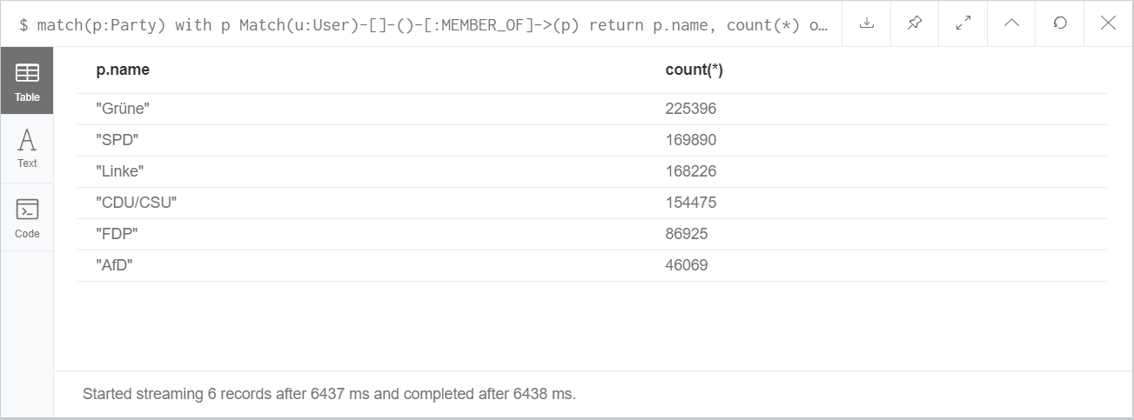 $ match(p:Party) with p Match(u:User)-[]-()-[:MEMBER_OF]->(p) return p.name, count(*) o…
Table
Text
Code
p.name count(*)
"Grüne" 225396
"SPD" 169890
"Linke" 168226
"CDU/CSU" 154475
"FDP" 86925
"AfD" 46069
Started streaming 6 records after 6437 ms and completed after 6438 ms.